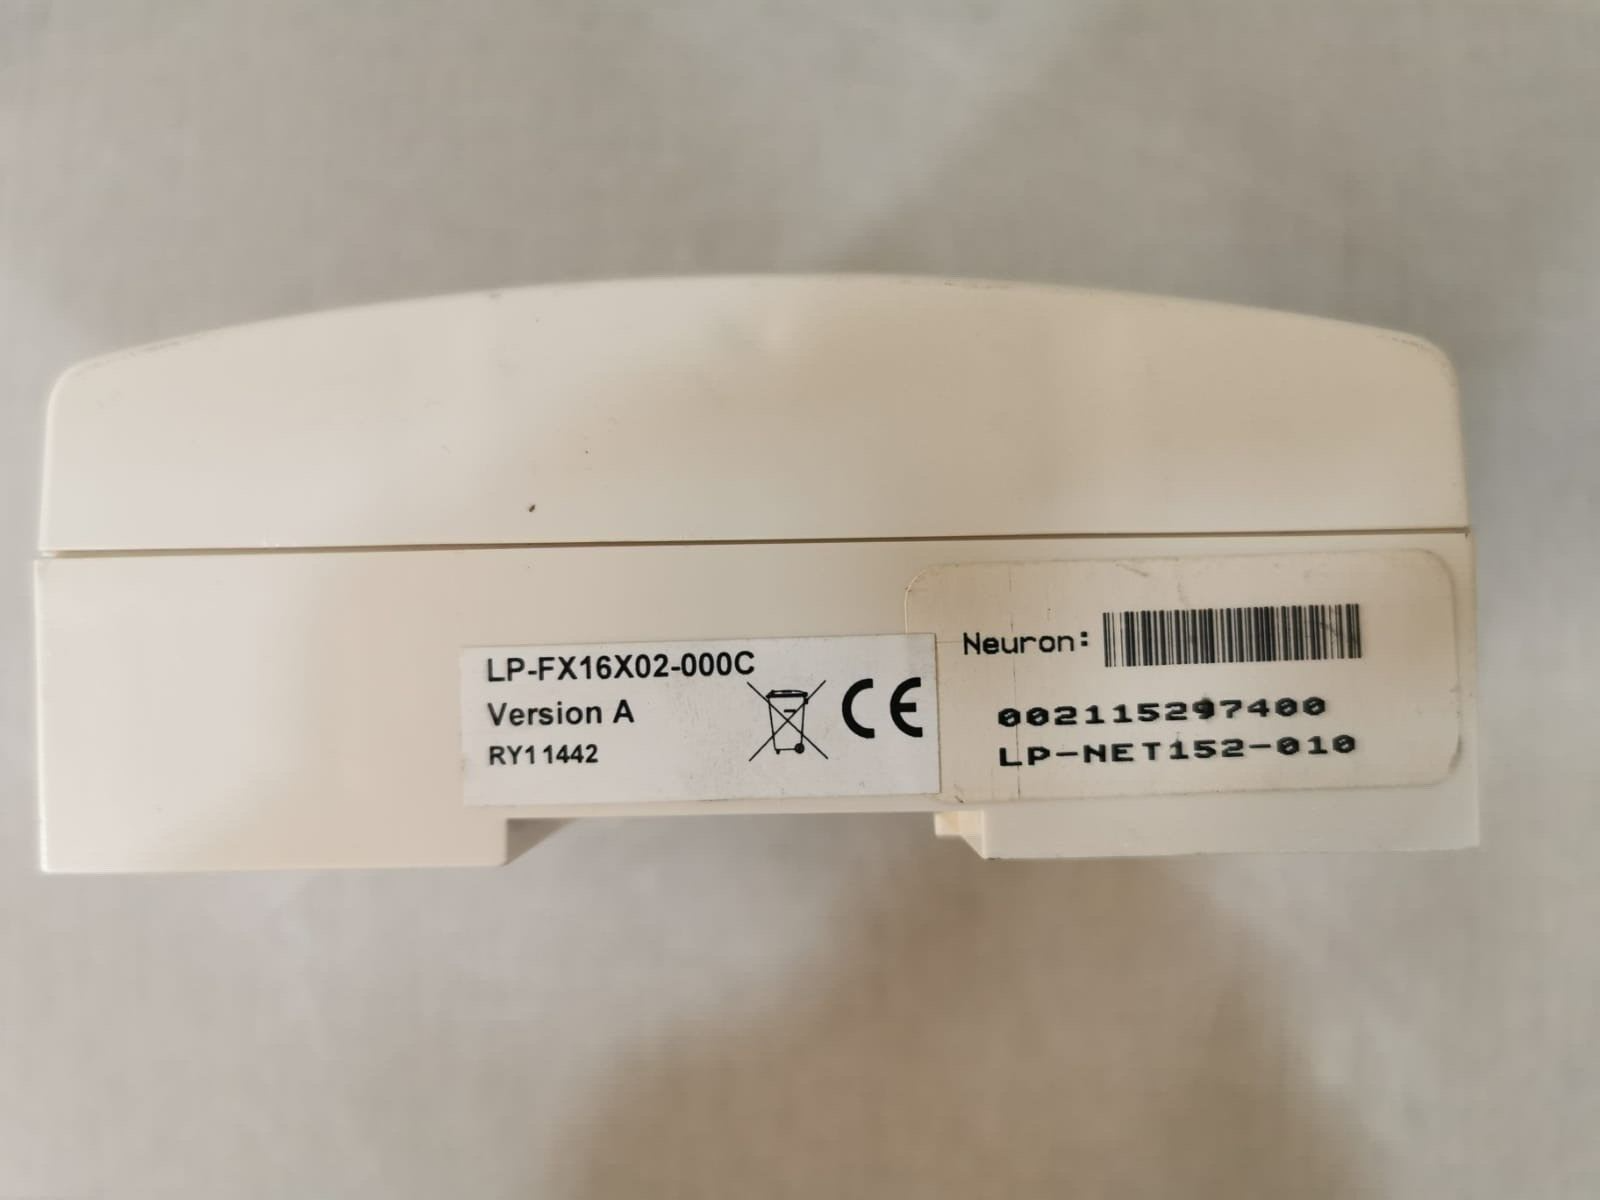 LP-FX16X02-000C
Version A
RY11442
CE
Neuron:
002115297400
LP-NET152-010